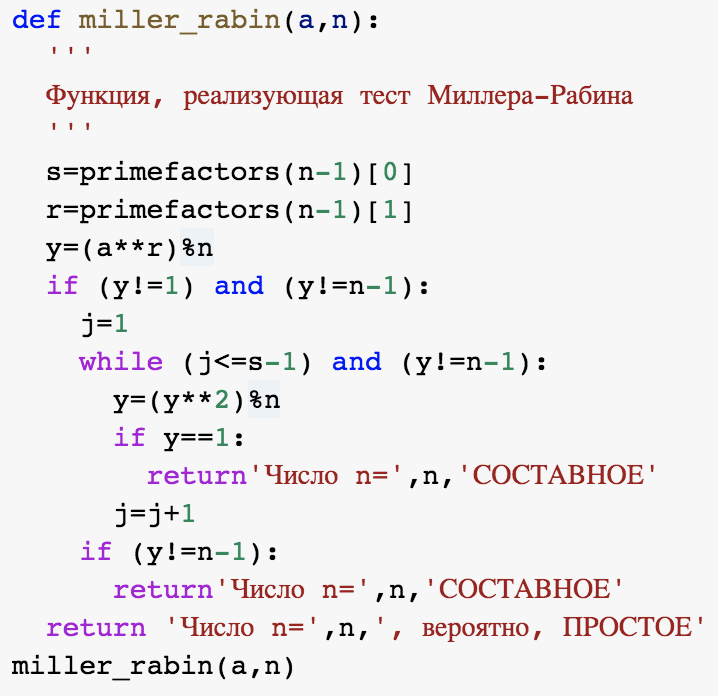 def miller_rabin(a,n):
  '''
  Функция, реализующая тест Миллера-Рабина
  '''
  s=primefactors(n-1)[0]
  r=primefactors(n-1)[1]
  y=(a**r)%n
  if (y!=1) and (y!=n-1):
    j=1
    while (j<=s-1) and (y!=n-1):
      y=(y**2)%n
      if y==1:
        return'Число n=',n,'СОСТАВНОЕ'
      j=j+1
    if (y!=n-1):
      return'Число n=',n,'СОСТАВНОЕ'
  return 'Число n=',n,', вероятно, ПРОСТОЕ'
miller_rabin(a,n)